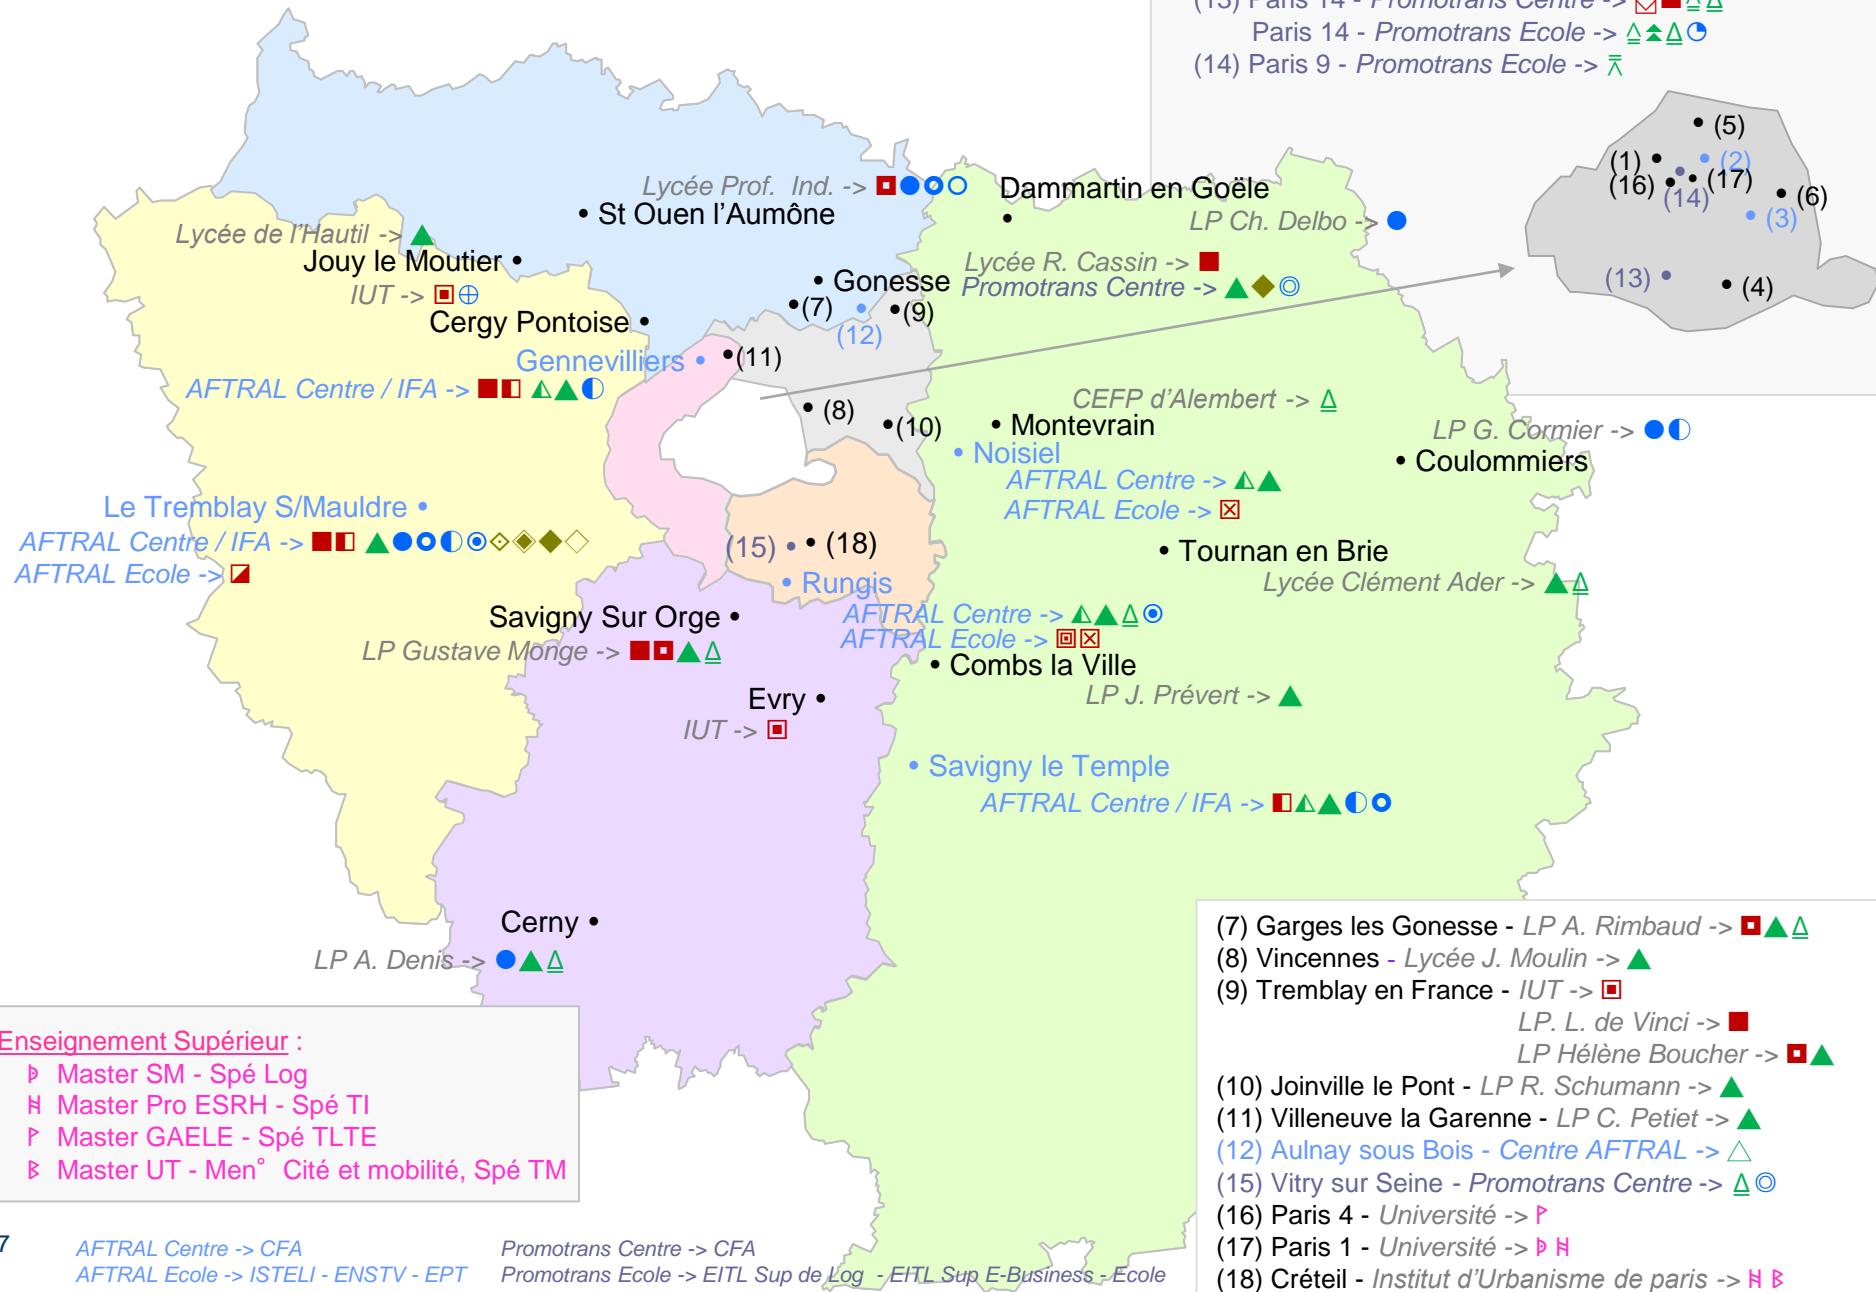 (13) Paris 14 - Promotrans Centre ->
Paris 14 - Promotrans Ecole ->
(14) Paris 9 - Promotrans Ecole ->
(5)
(1)
(2)
(16)
(17)
(14)
(6)
(3)
(13)
(4)
Lycée Prof. Ind. ->
• St Ouen l'Aumône
Dammartin en Goële
•
LP Ch. Delbo ->
Lycée de l'Hautil ->
Jouy le Moutier •
IUT ->
Cergy Pontoise •
Lycée R. Cassin ->
Promotrans Centre ->
• Gonesse
(7)
(12)
(9)
Gennevilliers •
(11)
AFTRAL Centre / IFA ->
(8)
(10)
CEFP d'Alembert ->
• Montevrain
• Noisiel
AFTRAL Centre ->
AFTRAL Ecole ->
LP G. Cormier ->
• Coulommiers
Le Tremblay S/Mauldre •
AFTRAL Centre / IFA ->
AFTRAL Ecole ->
(15) • • (18)
• Rungis
AFTRAL Centre ->
AFTRAL Ecole ->
• Tournan en Brie
Lycée Clément Ader ->
Savigny Sur Orge •
LP Gustave Monge ->
• Combs la Ville
LP J. Prévert ->
Evry •
IUT ->
• Savigny le Temple
AFTRAL Centre / IFA ->
Cerny •
LP A. Denis ->
(7) Garges les Gonesse - LP A. Rimbaud ->
(8) Vincennes - Lycée J. Moulin ->
(9) Tremblay en France - IUT ->
LP. L. de Vinci ->
LP Hélène Boucher ->
(10) Joinville le Pont - LP R. Schumann ->
(11) Villeneuve la Garenne - LP C. Petiet ->
(12) Aulnay sous Bois - Centre AFTRAL ->
(15) Vitry sur Seine - Promotrans Centre ->
(16) Paris 4 - Université ->
(17) Paris 1 - Université ->
(18) Créteil - Institut d'Urbanisme de paris ->
Enseignement Supérieur :
Master SM - Spé Log
Master Pro ESRH - Spé TI
Master GAELE - Spé TLTE
Master UT - Men° Cité et mobilité, Spé TM
7
AFTRAL Centre -> CFA
AFTRAL Ecole -> ISTELI - ENSTV - EPT
Promotrans Centre -> CFA
Promotrans Ecole -> EITL Sup de Log - EITL Sup E-Business - Ecole